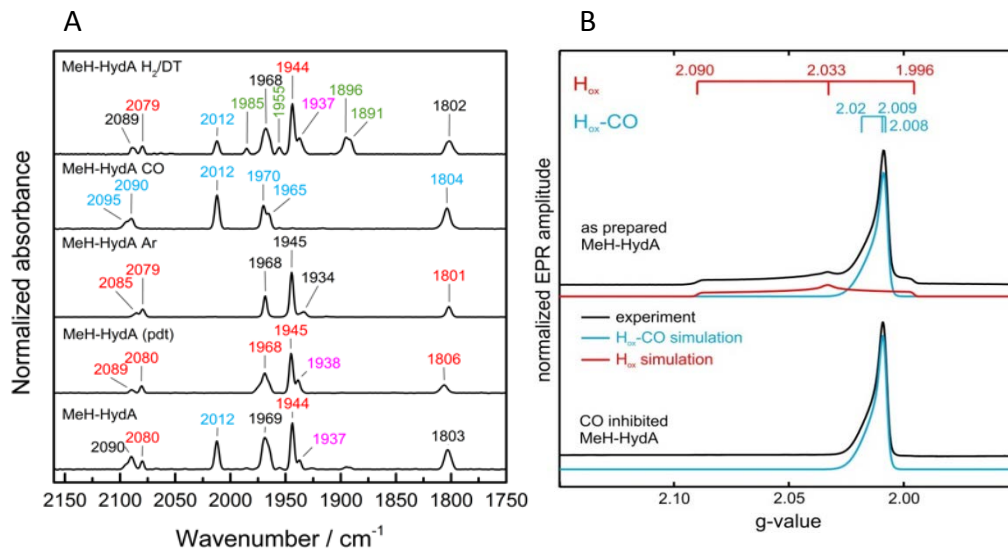 A
MeH-HydA H₂/DT
2089
2079
2012
1985
1968
1955
1944
1937
1896
1891
1802
MeH-HydA CO
2095
2090
2012
1970
1965
1804
MeH-HydA Ar
2085
2079
1968
1945
1934
1801
MeH-HydA (pdt)
2089
2080
1968
1945
1938
1806
MeH-HydA
2090
2080
2012
1969
1944
1937
1803
2150 2100 2050 2000 1950 1900 1850 1800 1750
Wavenumber / cm⁻¹
Normalized absorbance
B
Hox
2.090 2.033 1.996
Hox-CO
2.02 2.009
2.008
as prepared
MeH-HydA
experiment
Hox-CO simulation
Hox simulation
CO inhibited
MeH-HydA
2.10 2.05 2.00
g-value
normalized EPR amplitude